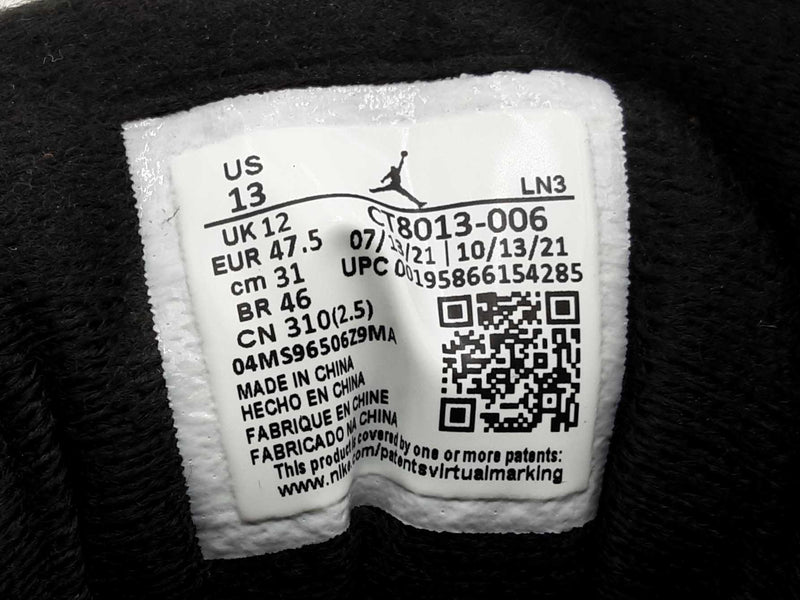 US
13
LN3
UK 12
EUR 47.5
cm 31
BR 46
CN 310(2.5)
04MS96506Z9MA
CT8013-006
07/13/21 | 10/13/21
UPC 00195866154285
MADE IN CHINA
HECHO EN CHINA
FABRIQUE EN CHINE
FABRICADO NA CHINA
This product is covered by one or more patents:
www.nike.com/patentsvirtualmarking